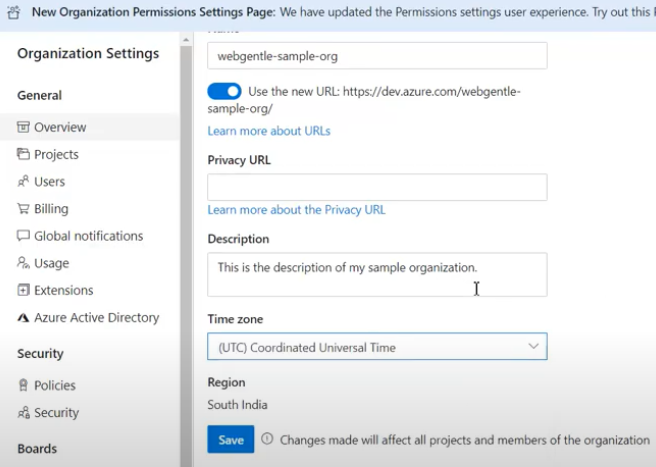 New Organization Permissions Settings Page: We have updated the Permissions settings user experience. Try out this
Organization Settings
General
Overview
Projects
Users
Billing
Global notifications
Usage
Extensions
Azure Active Directory
Security
Policies
Security
Boards
Name
webgentle-sample-org
Use the new URL: https://dev.azure.com/webgentle-
sample-org/
Learn more about URLs
Privacy URL
Learn more about the Privacy URL
Description
This is the description of my sample organization.
Time zone
(UTC) Coordinated Universal Time
Region
South India
Save
Changes made will affect all projects and members of the organization